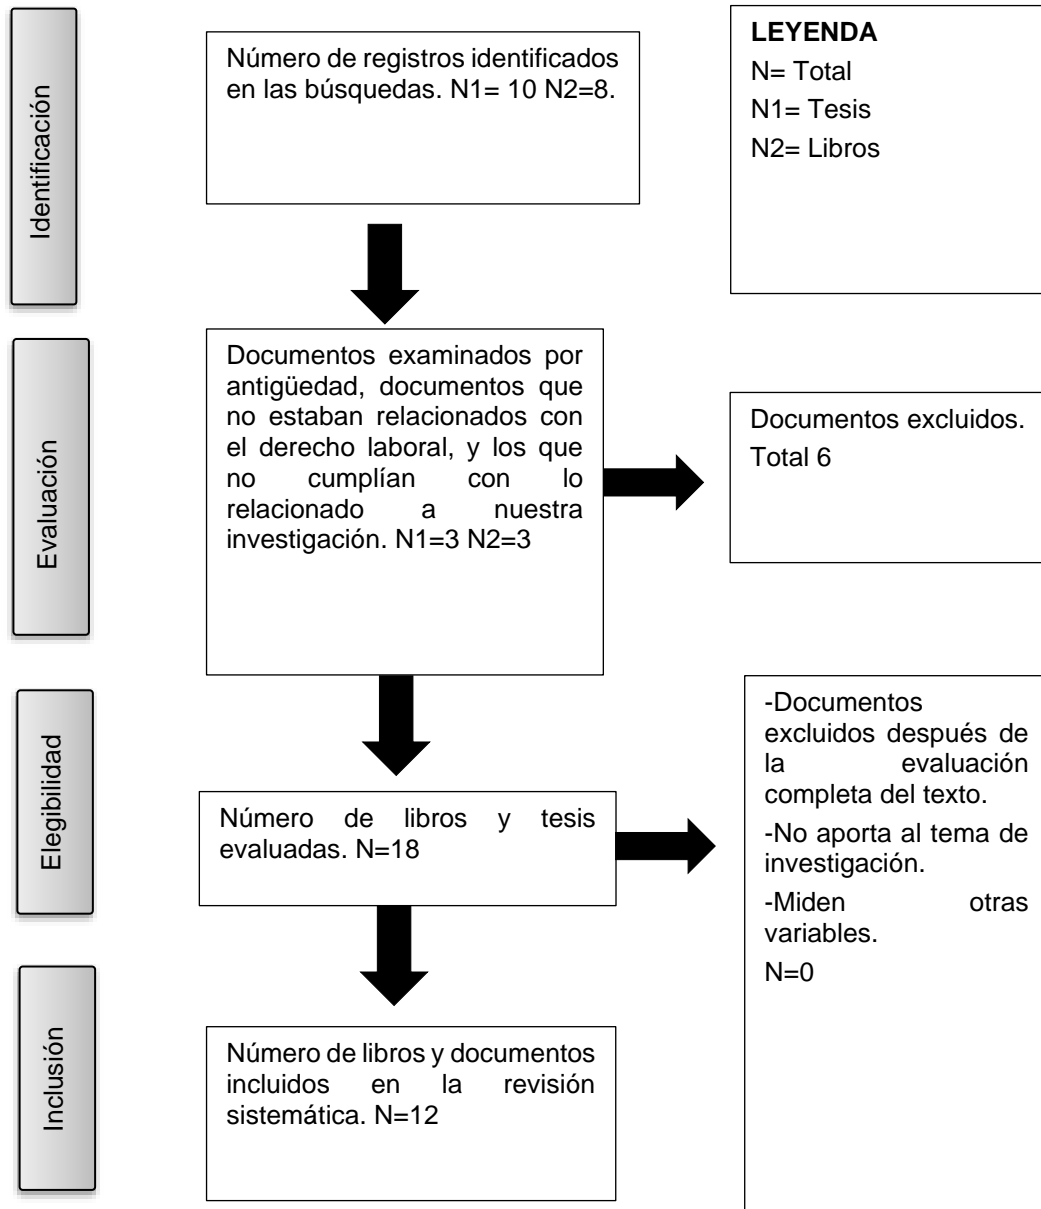 Identificación
Número de registros identificados
en las búsquedas. N1= 10 N2=8.
LEYENDA
N= Total
N1= Tesis
N2= Libros
Evaluación
Documentos examinados por
antigüedad, documentos que
no estaban relacionados con
el derecho laboral, y los que
no cumplían con lo
relacionado a nuestra
investigación. N1=3 N2=3
Documentos excluidos.
Total 6
Elegibilidad
Número de libros y tesis
evaluadas. N=18
-Documentos
excluidos después de
la evaluación
completa del texto.
-No aporta al tema de
investigación.
-Miden otras
variables.
N=0
Inclusión
Número de libros y documentos
incluidos en la revisión
sistemática. N=12